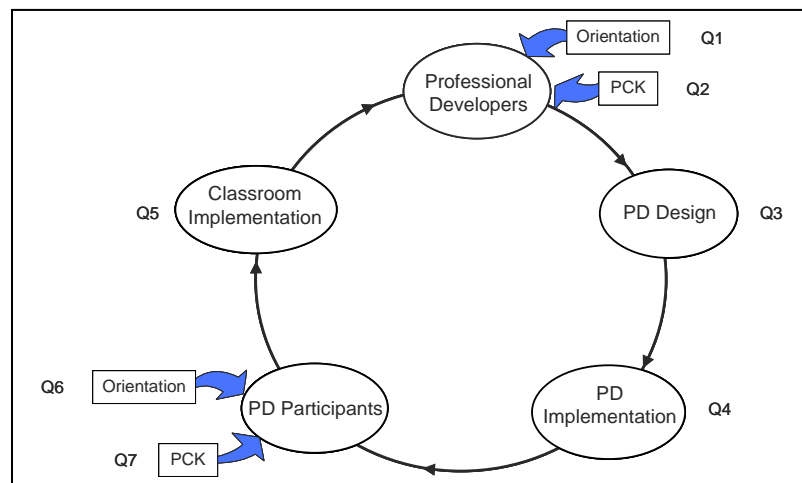 Orientation
Q1
Professional
Developers
PCK
Q2
Classroom
Implementation
Q5
PD Design
Q3
Q6
Orientation
PD Participants
PD
Implementation
Q4
Q7
PCK